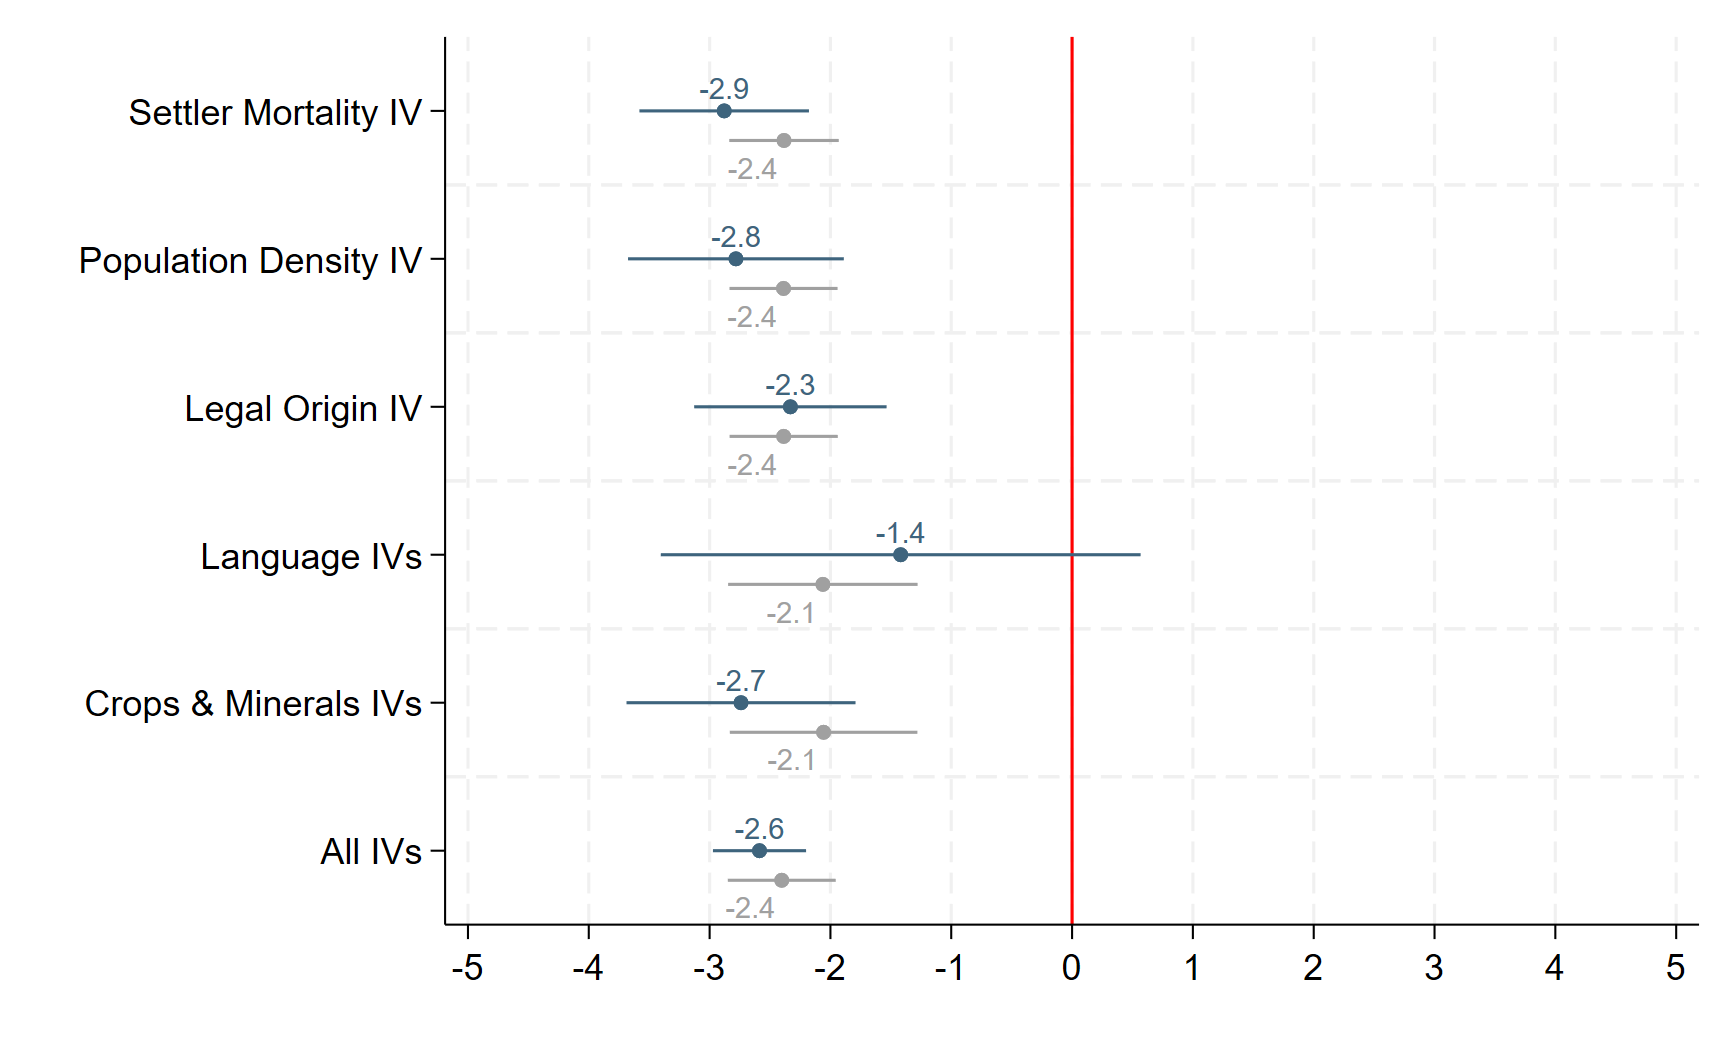 -2.9
Settler Mortality IV
-2.4
-2.8
Population Density IV
-2.4
-2.3
Legal Origin IV
-2.4
-1.4
Language IVs
-2.1
-2.7
Crops & Minerals IVs
-2.1
-2.6
All IVs
-2.4
-5 -4 -3 -2 -1 0 1 2 3 4 5